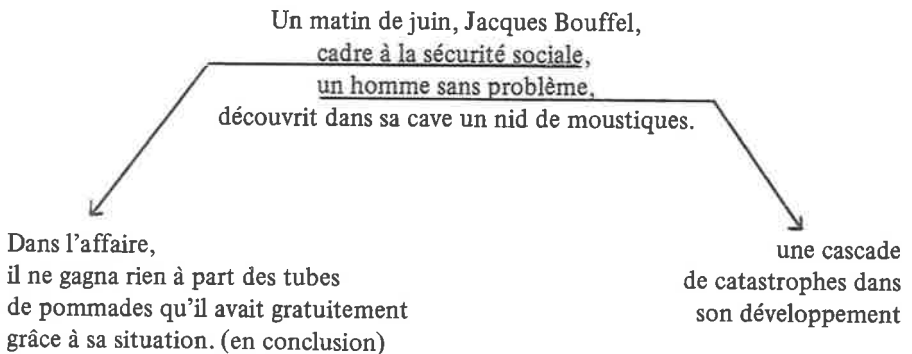 Un matin de juin, Jacques Bouffel,
cadre à la sécurité sociale,
un homme sans problème,
découvrit dans sa cave un nid de moustiques.
Dans l'affaire,
il ne gagna rien à part des tubes
de pommades qu'il avait gratuitement
grâce à sa situation. (en conclusion)
une cascade
de catastrophes dans
son développement